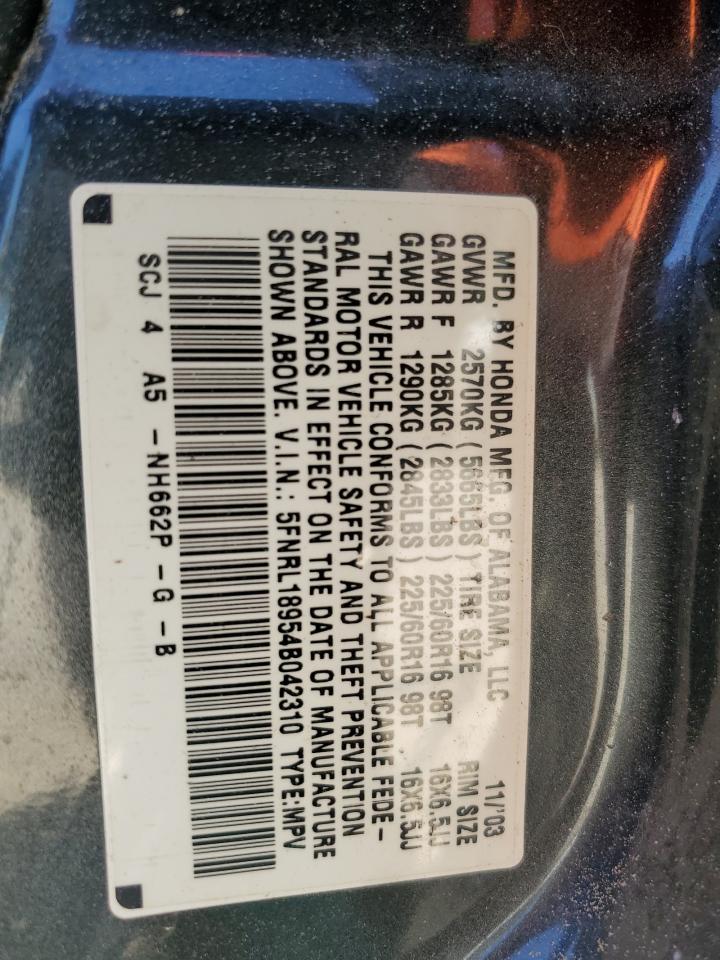 MFD. BY HONDA MFG. OF ALABAMA, LLC 11/'03
GVWR 2570KG ( 5665LBS ) TIRE SIZE RIM SIZE
GAWR F 1285KG ( 2833LBS ) 225/60R16 98T 16X6.5JJ
GAWR R 1290KG ( 2845LBS ) 225/60R16 98T 16X6.5JJ
THIS VEHICLE CONFORMS TO ALL APPLICABLE FEDE-
RAL MOTOR VEHICLE SAFETY AND THEFT PREVENTION
STANDARDS IN EFFECT ON THE DATE OF MANUFACTURE
SHOWN ABOVE. V.I.N.: 5FNRL18954B042310 TYPE:MPV
SCJ 4 A5 - NH662P - G - B